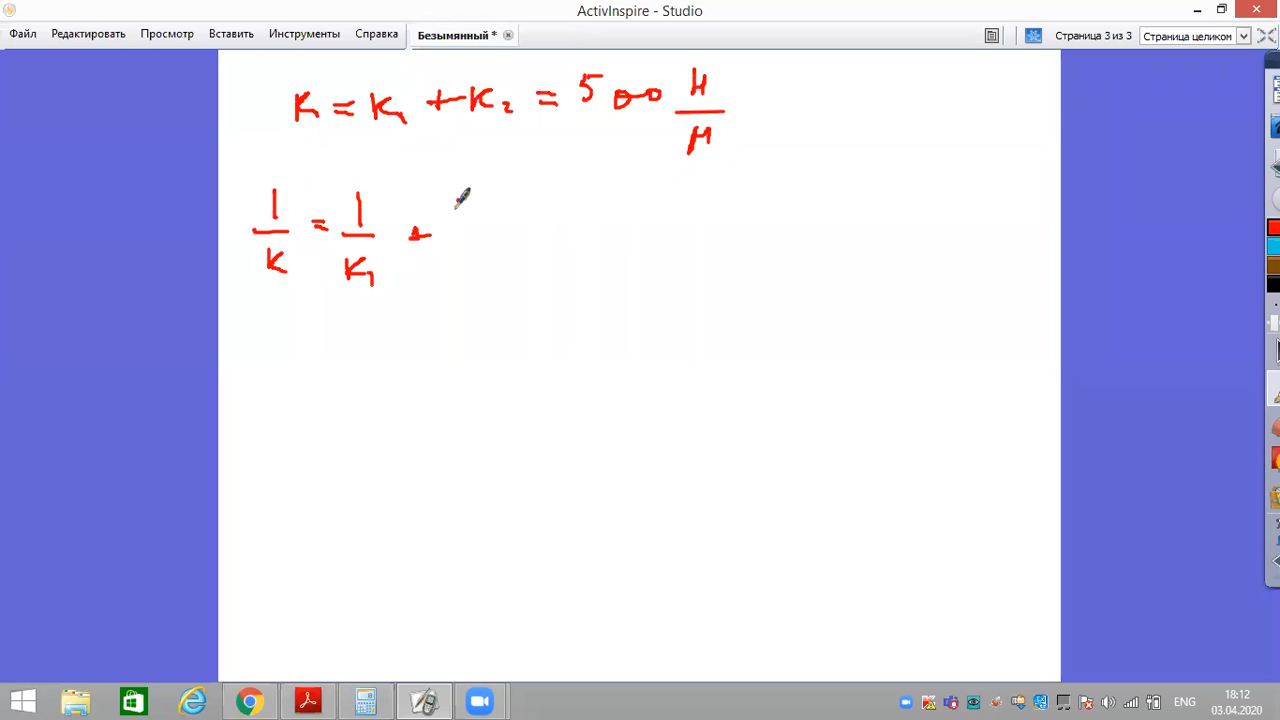 ActivInspire - Studio
Файл Редактировать Просмотр Вставить Инструменты Справка Безымянный * Страница 3 из 3 Страница целиком
K = K₁ + K₂ = 500 Н/м
1/K = 1/K₁ +
ENG 18:12
03.04.2020